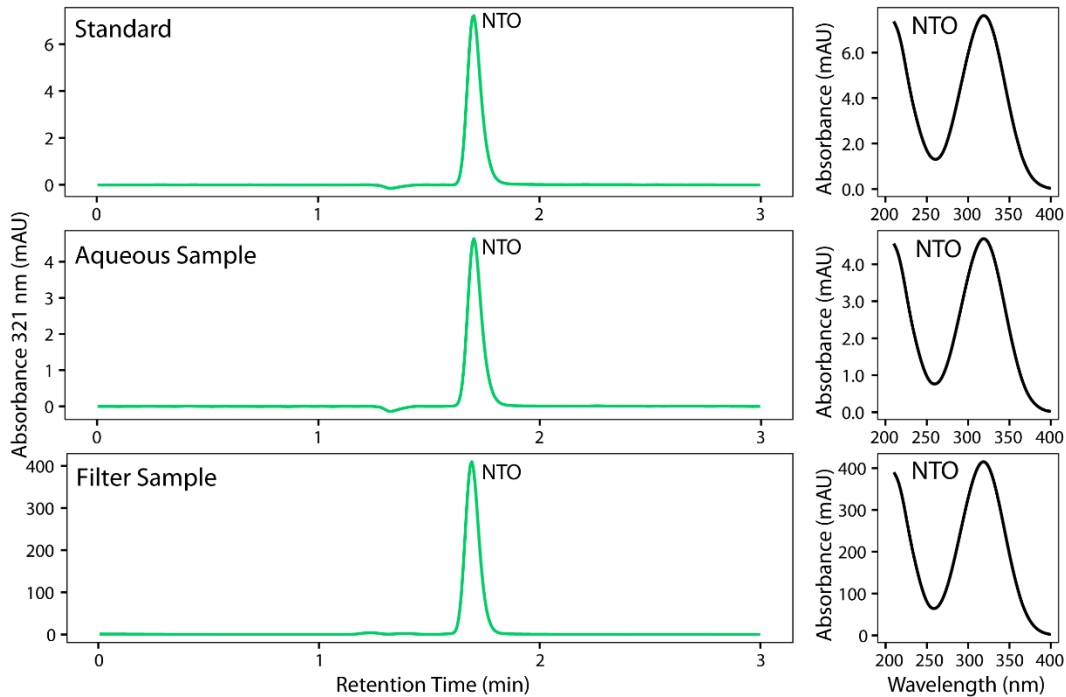 Standard
NTO
6
4
2
0
0 1 2 3
NTO
Absorbance (mAU)
6.0
4.0
2.0
0.0
200 250 300 350 400
Absorbance 321 nm (mAU)
Aqueous Sample
NTO
4
3
2
1
0
0 1 2 3
NTO
Absorbance (mAU)
4.0
3.0
1.0
1.0
0.0
200 250 300 350 400
Filter Sample
NTO
400
300
200
100
0
0 1 2 3
Retention Time (min)
NTO
Absorbance (mAU)
400
300
200
100
0
200 250 300 350 400
Wavelength (nm)